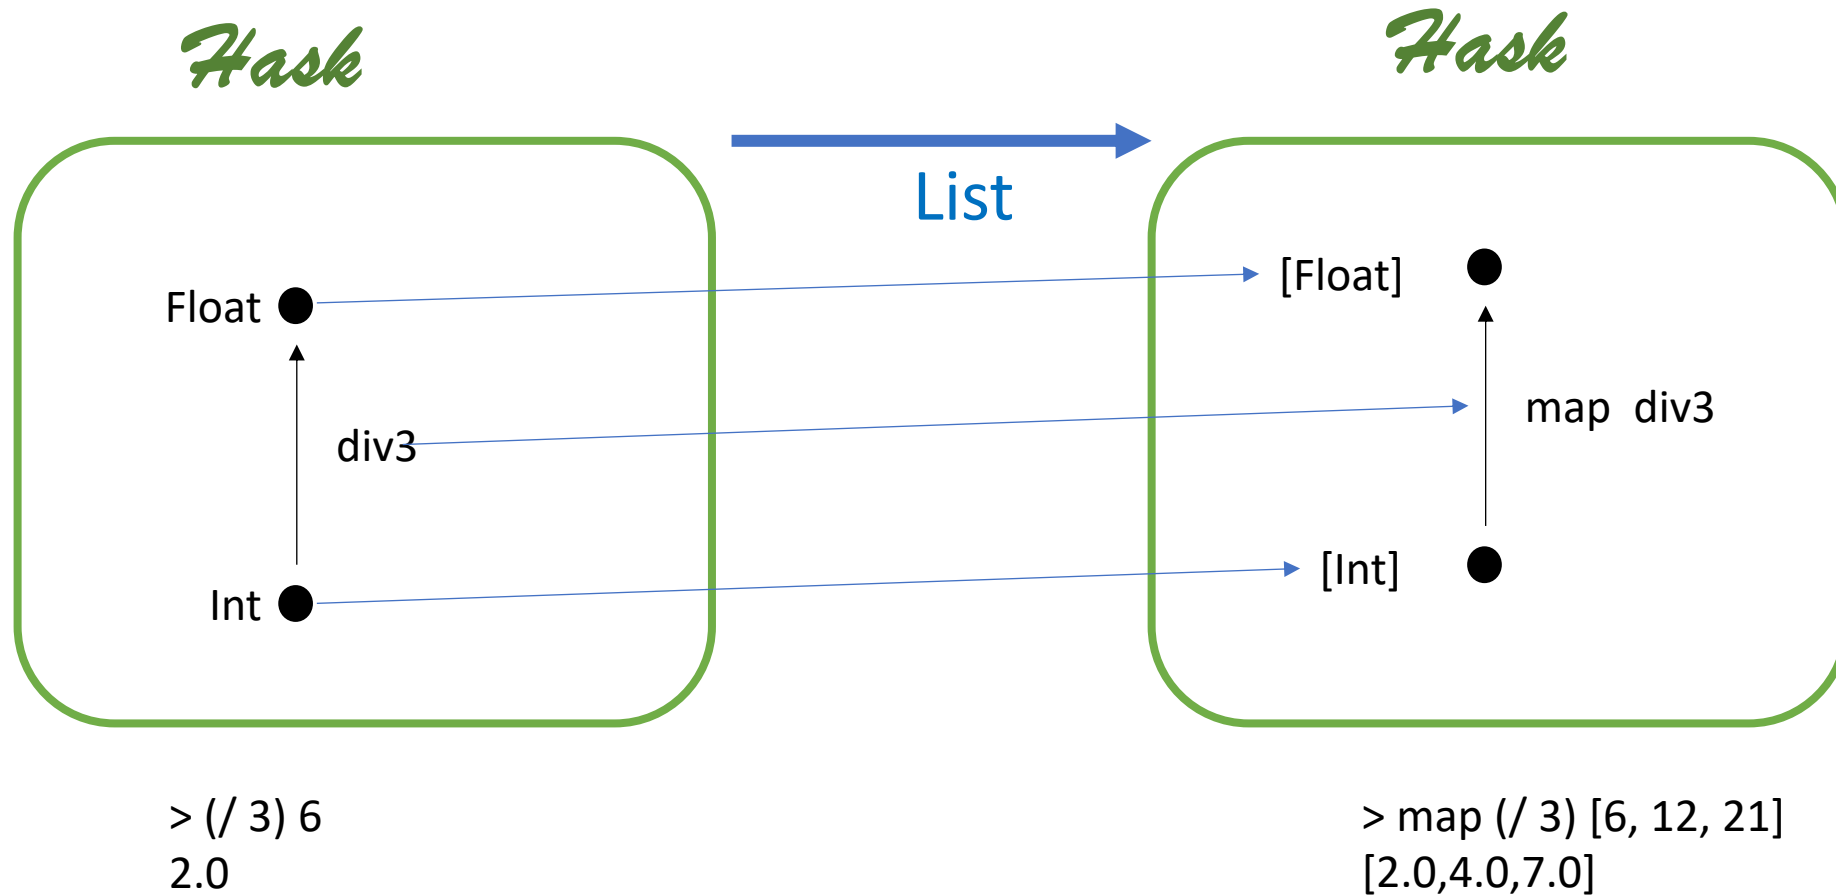 Hask
Hask
List
Float
[Float]
div3
map div3
Int
[Int]
> (/ 3) 6
2.0
> map (/ 3) [6, 12, 21]
[2.0,4.0,7.0]